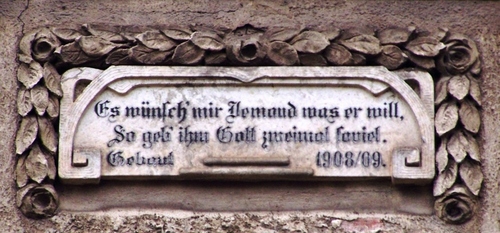 Es wünsch' mir Jemand was er will,
So geb' ihm Gott zweimal soviel.
Gebaut 1908/09.